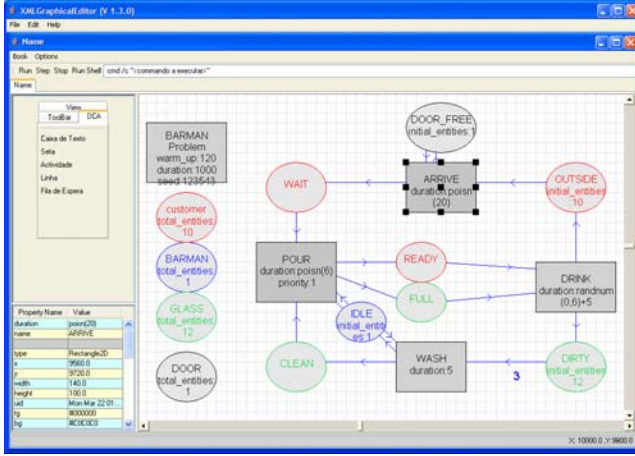 XMLGraphicalEditor (V 1.3.0)
File Edit Help
Name
Book Options
Run Step Stop Run Shell cmd /c "<commando a executar>"
Name
View
ToolBar DCA
Caixa de Texto
Seta
Actividade
Linha
Fila de Espera
BARMAN
Problem
warm_up:120
duration:1000
seed:123543
customer
total_entities:
10
BARMAN
total_entities:
1
GLASS
total_entities:
12
DOOR
total_entities:
1
DOOR_FREE
initial_entities:1
WAIT
ARRIVE
duration:poisn
(20)
OUTSIDE
initial_entities
:10
POUR
duration:poisn(6)
priority:1
READY
FULL
DRINK
duration:randnum
(0,6)+5
IDLE
initial_entiti
es:1
CLEAN
WASH
duration:5
3
DIRTY
initial_entities:
12
Property Name Value
duration poisn(20)
name ARRIVE
type Rectangle2D
x 9560.0
y 9720.0
width 140.0
height 100.0
uid Mon Mar 22 01...
fg #000000
bg #C0C0C0
X: 10000.0 ,Y:9800.0